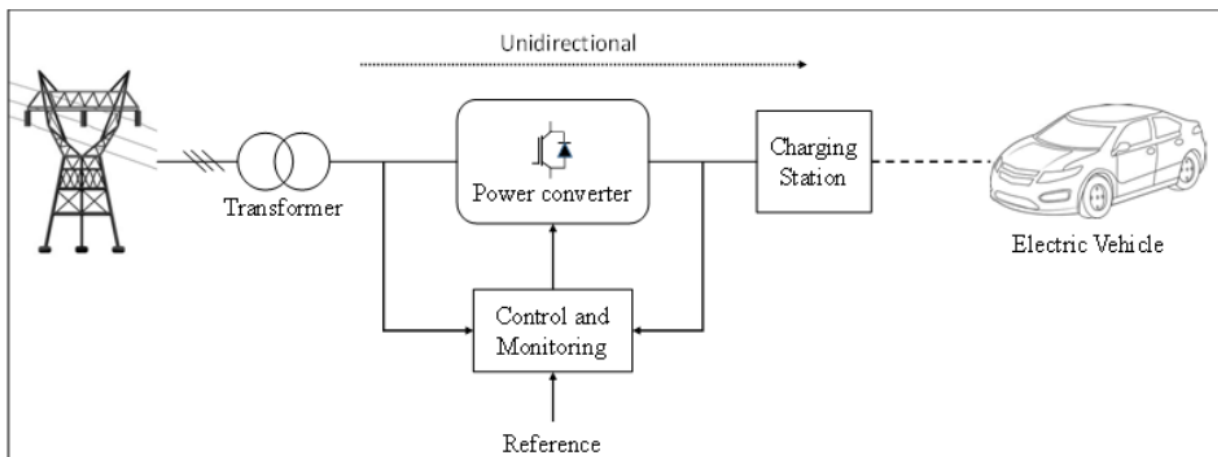 Unidirectional
Transformer
Power converter
Charging
Station
Electric Vehicle
Control and
Monitoring
Reference